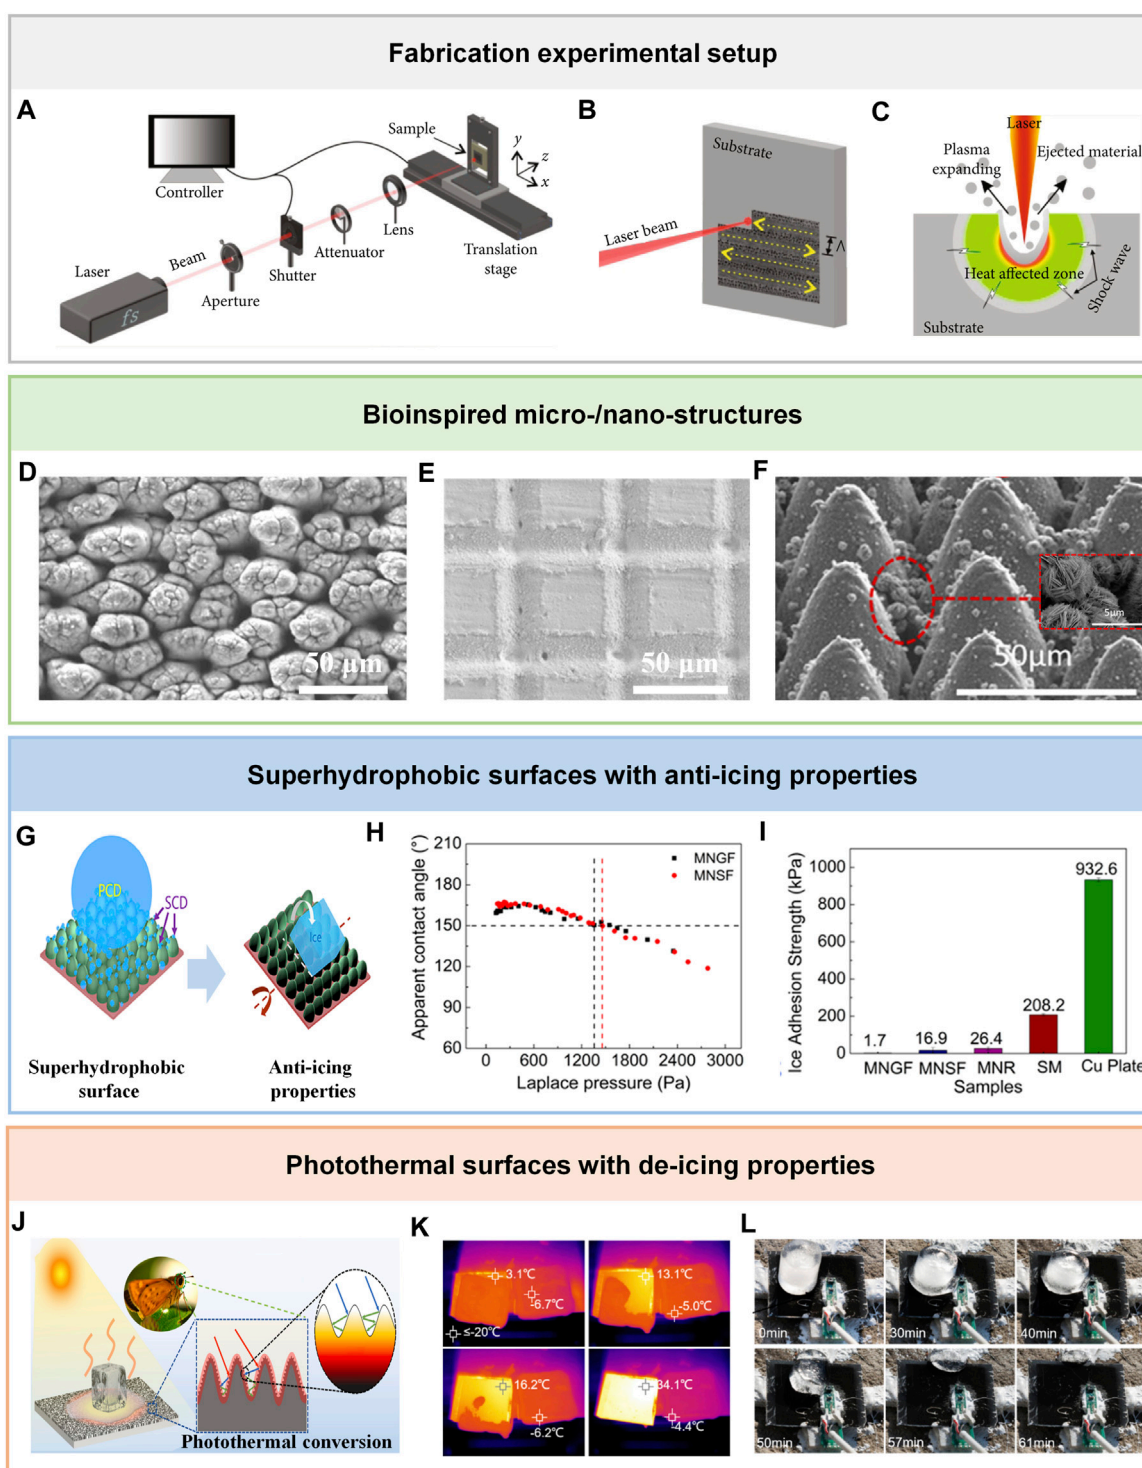 Fabrication experimental setup
A
Controller
Sample
y
z
x
Laser
Beam
fs
Aperture
Shutter
Attenuator
Lens
Translation
stage
B
Substrate
Laser beam
Λ
C
Laser
Plasma
expanding
Ejected material
Heat affected zone
Shock wave
Substrate
Bioinspired micro-/nano-structures
D
50 μm
E
50 μm
F
5μm
50μm
Superhydrophobic surfaces with anti-icing properties
G
PCD
SCD
Ice
Superhydrophobic
surface
Anti-icing
properties
H
Apparent contact angle (°)
210
180
150
120
90
60
MNGF
MNSF
0 600 1200 1800 2400 3000
Laplace pressure (Pa)
I
Ice Adhesion Strength (kPa)
1000
800
600
400
200
0
1.7
16.9
26.4
208.2
932.6
MNGF MNSF MNR SM Cu Plate
Samples
Photothermal surfaces with de-icing properties
J
Photothermal conversion
K
3.1℃
-6.7℃
≤-20℃
13.1℃
-5.0℃
16.2℃
-6.2℃
34.1℃
-4.4℃
L
0min
30min
40min
50min
57min
61min